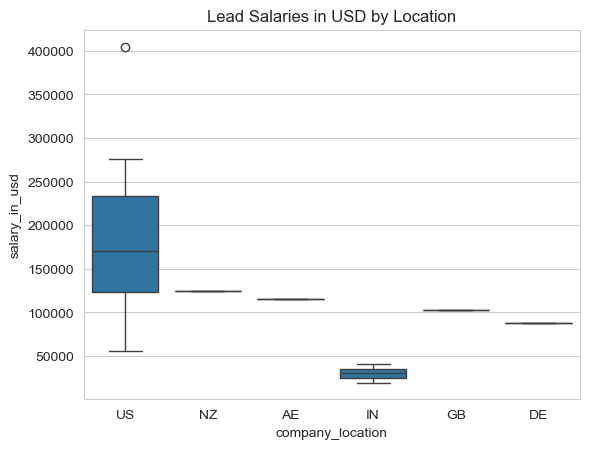 Lead Salaries in USD by Location
400000
350000
300000
250000
200000
150000
100000
50000
salary_in_usd
US NZ AE IN GB DE
company_location